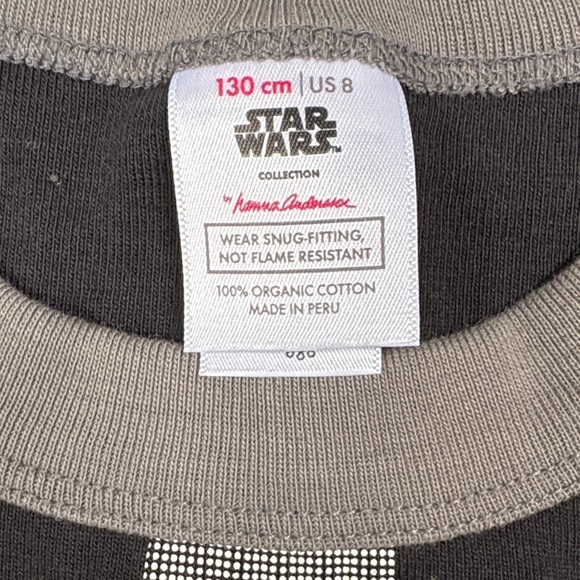 130 cm | US 8
STAR
WARS™
COLLECTION
by hanna andersson
WEAR SNUG-FITTING,
NOT FLAME RESISTANT
100% ORGANIC COTTON
MADE IN PERU